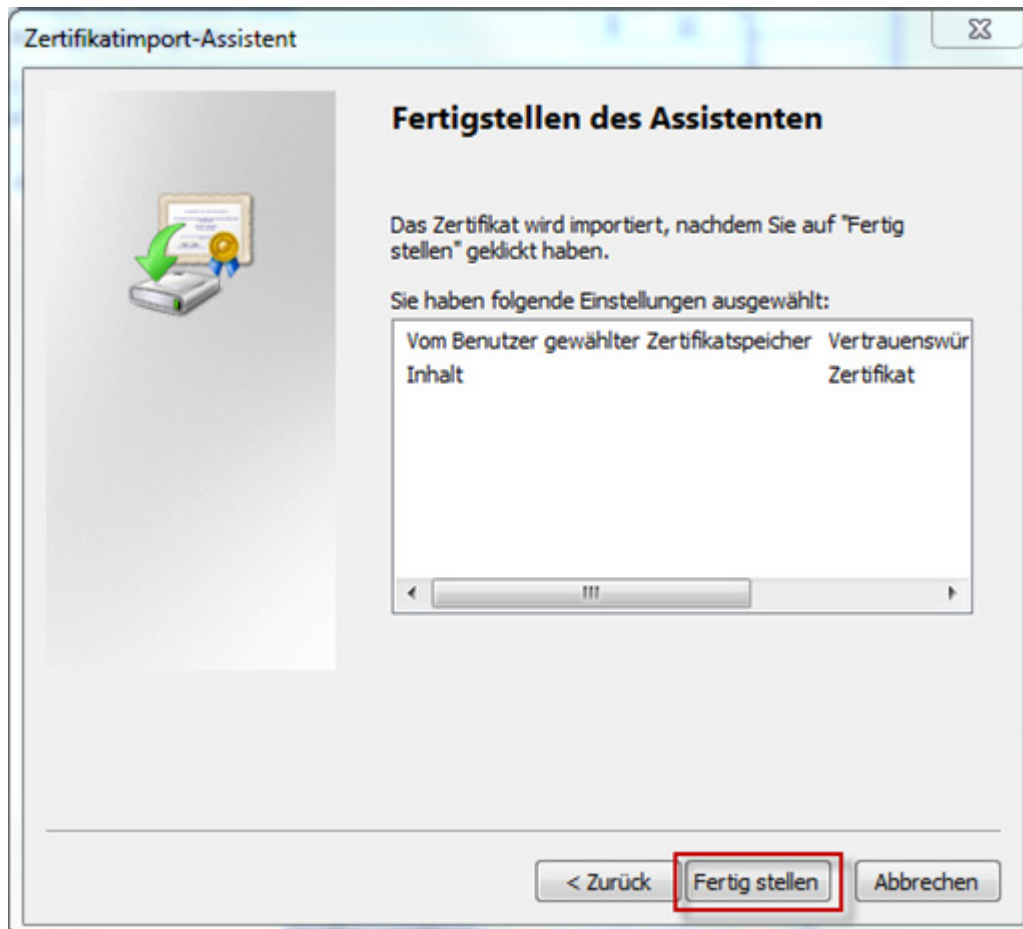 Zertifikatimport-Assistent
Fertigstellen des Assistenten
Das Zertifikat wird importiert, nachdem Sie auf "Fertig
stellen" geklickt haben.
Sie haben folgende Einstellungen ausgewählt:
Vom Benutzer gewählter Zertifikatspeicher Vertrauenswür
Inhalt Zertifikat
< Zurück Fertig stellen Abbrechen